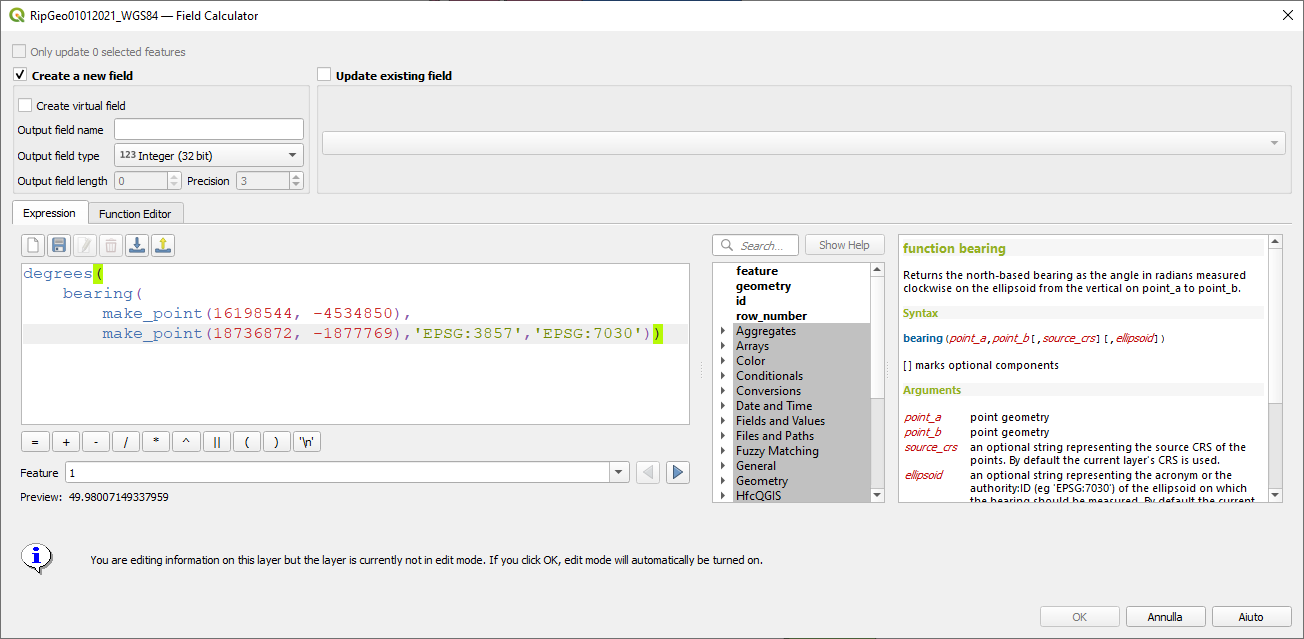 RipGeo01012021_WGS84 — Field Calculator
Only update 0 selected features
Create a new field
Update existing field
Create virtual field
Output field name
Output field type 123 Integer (32 bit)
Output field length 0 Precision 3
Expression Function Editor
Search... Show Help
degrees(
bearing(
make_point(16198544, -4534850),
make_point(18736872, -1877769),'EPSG:3857','EPSG:7030'))
= + - / * ^ || ( ) '\n'
Feature 1
Preview: 49.98007149337959
feature
geometry
id
row_number
Aggregates
Arrays
Color
Conditionals
Conversions
Date and Time
Fields and Values
Files and Paths
Fuzzy Matching
General
Geometry
HfcQGIS
function bearing
Returns the north-based bearing as the angle in radians measured
clockwise on the ellipsoid from the vertical on point_a to point_b.
Syntax
bearing(point_a,point_b[,source_crs][,ellipsoid])
[ ] marks optional components
Arguments
point_a point geometry
point_b point geometry
source_crs an optional string representing the source CRS of the
points. By default the current layer's CRS is used.
ellipsoid an optional string representing the acronym or the
authority:ID (eg 'EPSG:7030') of the ellipsoid on which
the bearing should be measured. By default the current
You are editing information on this layer but the layer is currently not in edit mode. If you click OK, edit mode will automatically be turned on.
OK Annulla Aiuto